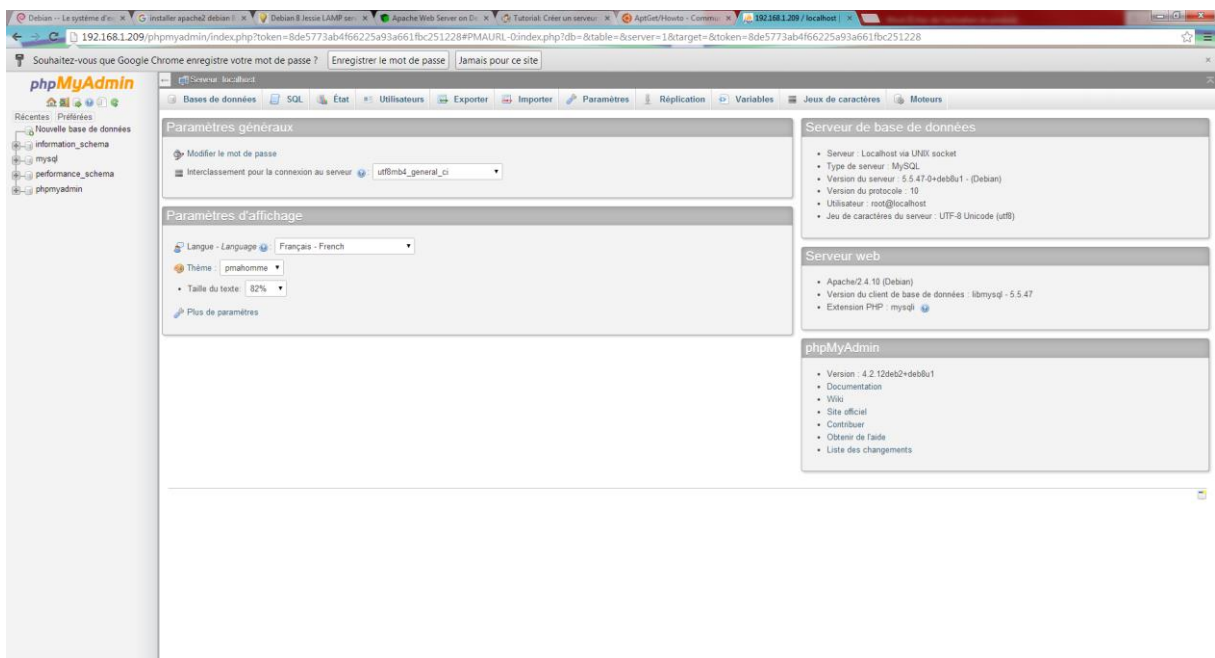 Debian -- Le système d'ex
installer apache2 debian
Debian 8 Jessie LAMP serv
Apache Web Server on De
Tutorial: Créer un serveur
AptGet/Howto - Commu
192.168.1.209 / localhost |
192.168.1.209/phpmyadmin/index.php?token=8de5773ab4f66225a93a661fbc251228#PMAURL-0:index.php?db=&table=&server=1&target=&token=8de5773ab4f66225a93a661fbc251228
Souhaitez-vous que Google Chrome enregistre votre mot de passe ? Enregistrer le mot de passe Jamais pour ce site
phpMyAdmin
Récentes Préférées
Nouvelle base de données
information_schema
mysql
performance_schema
phpmyadmin
Serveur: localhost
Bases de données SQL État Utilisateurs Exporter Importer Paramètres Réplication Variables Jeux de caractères Moteurs
Paramètres généraux
Modifier le mot de passe
Interclassement pour la connexion au serveur : utf8mb4_general_ci
Paramètres d'affichage
Langue - Language : Français - French
Thème : pmahomme
Taille du texte: 82%
Plus de paramètres
Serveur de base de données
Serveur : Localhost via UNIX socket
Type de serveur : MySQL
Version du serveur : 5.5.47-0+deb8u1 - (Debian)
Version du protocole : 10
Utilisateur : root@localhost
Jeu de caractères du serveur : UTF-8 Unicode (utf8)
Serveur web
Apache/2.4.10 (Debian)
Version du client de base de données : libmysql - 5.5.47
Extension PHP : mysqli
phpMyAdmin
Version : 4.2.12deb2+deb8u1
Documentation
Wiki
Site officiel
Contribuer
Obtenir de l'aide
Liste des changements